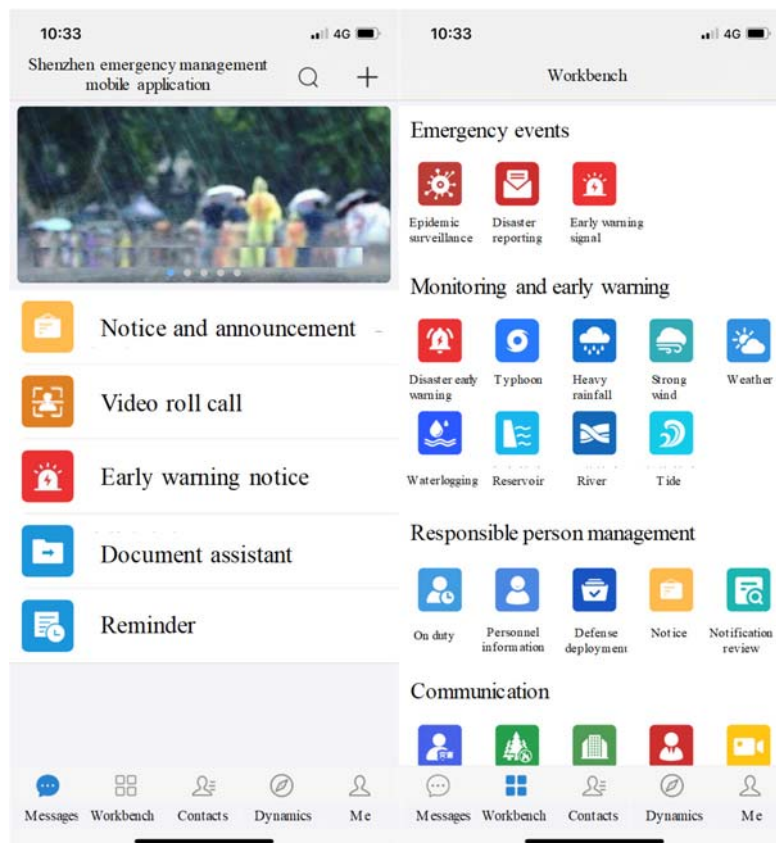 10:33
4G
Shenzhen emergency management
mobile application
Notice and announcement
Video roll call
Early warning notice
Document assistant
Reminder
Messages Workbench Contacts Dynamics Me
10:33
4G
Workbench
Emergency events
Epidemic surveillance
Disaster reporting
Early warning signal
Monitoring and early warning
Disaster early warning
Typhoon
Heavy rainfall
Strong wind
Weather
Waterlogging
Reservoir
River
Tide
Responsible person management
On duty
Personnel information
Defense deployment
Notice
Notification review
Communication
Messages Workbench Contacts Dynamics Me